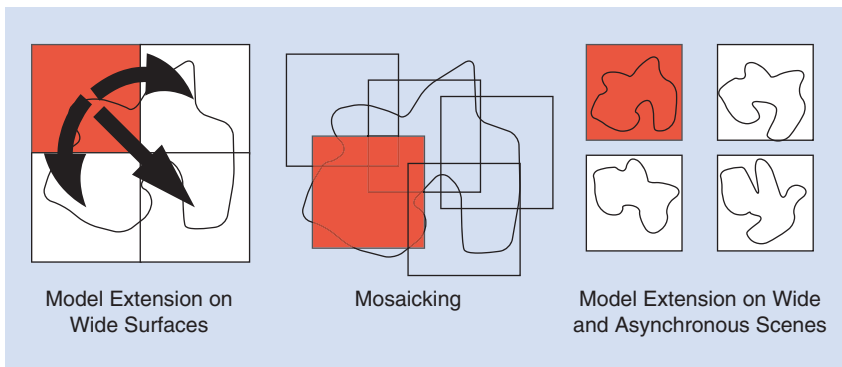 Model Extension on
Wide Surfaces
Mosaicking
Model Extension on Wide
and Asynchronous Scenes